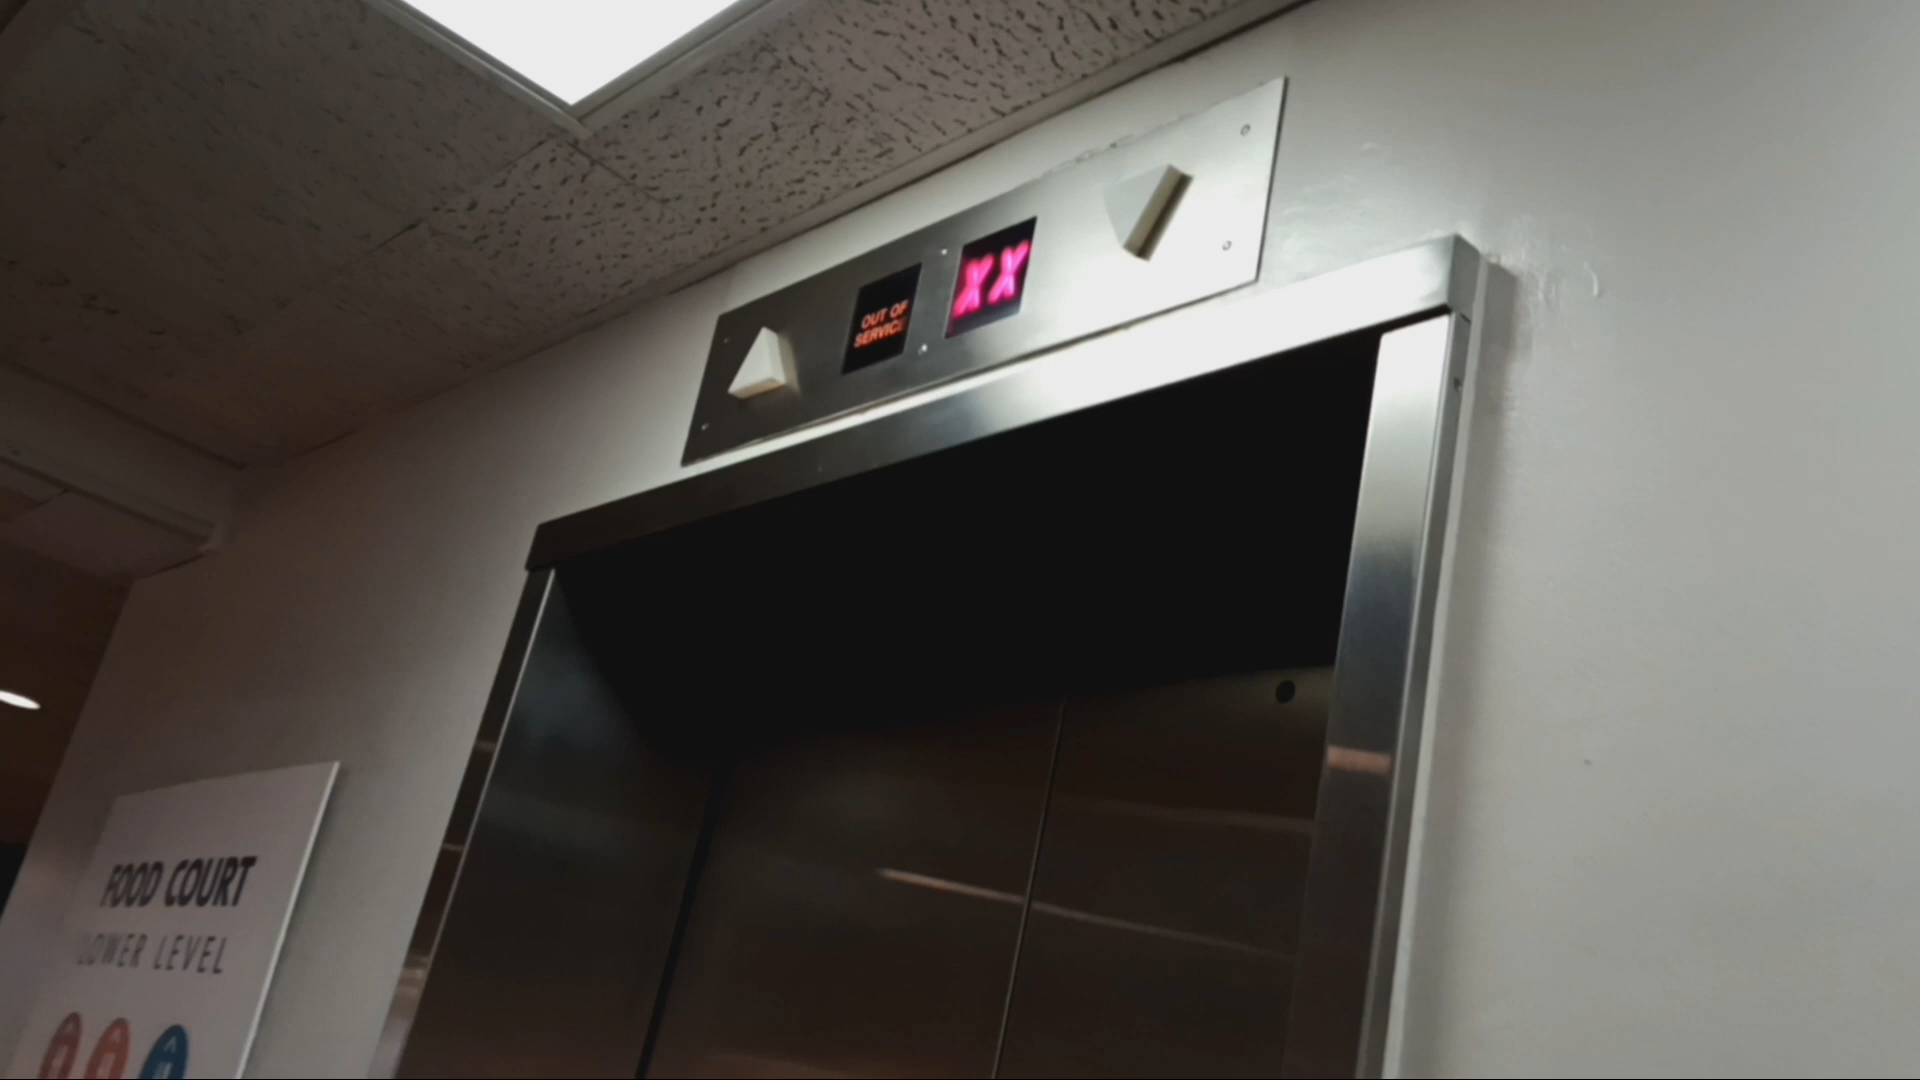 OUT OF
SERVICE
XX
FOOD COURT
LOWER LEVEL